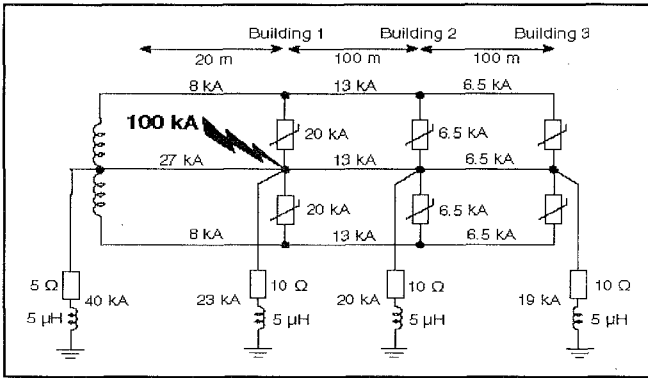 Building 1 Building 2 Building 3
20 m 100 m 100 m
8 kA 13 kA 6.5 kA
100 kA
20 kA 6.5 kA
27 kA 13 kA 6.5 kA
20 kA 6.5 kA
8 kA 13 kA 6.5 kA
5 Ω 10 Ω 10 Ω 10 Ω
40 kA 23 kA 20 kA 19 kA
5 µH 5 µH 5 µH 5 µH